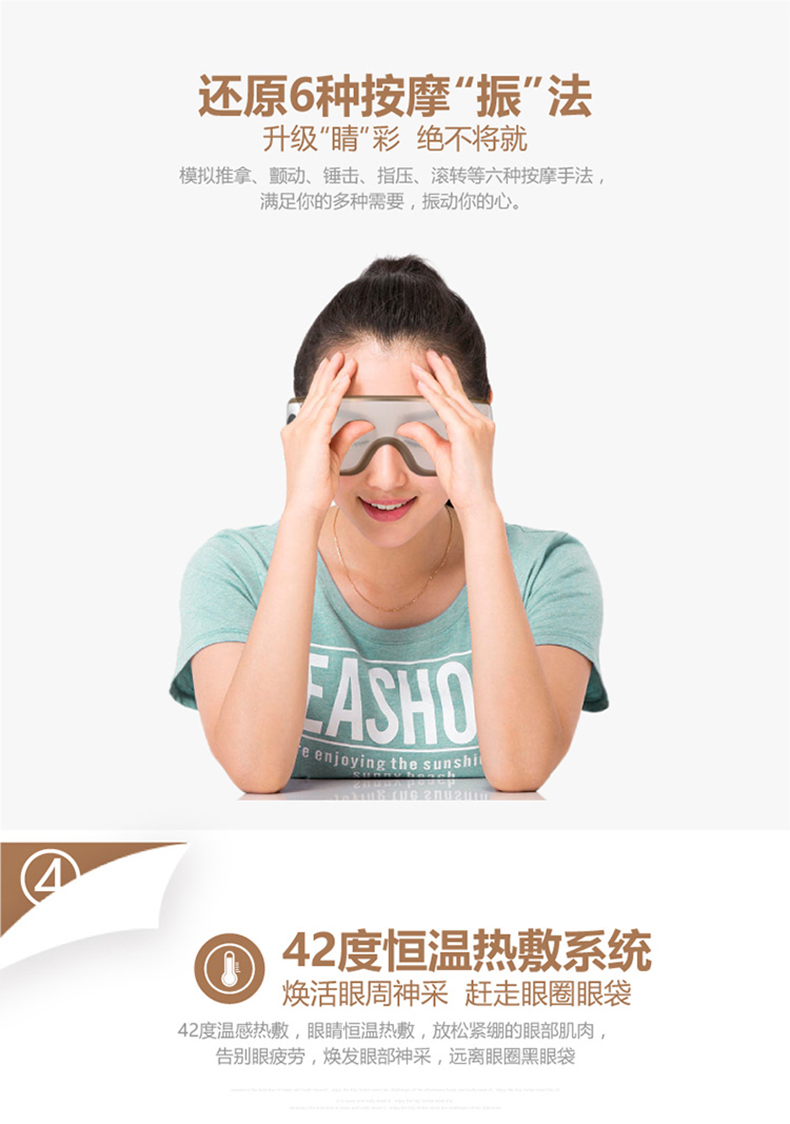 还原6种按摩“振”法
升级“睛”彩 绝不将就
模拟推拿、颤动、锤击、指压、滚转等六种按摩手法，
满足你的多种需要，振动你的心。
EASHO
re enjoying the sunshi
sunny beach
4
42度恒温热敷系统
焕活眼周神采 赶走眼圈眼袋
42度温感热敷，眼睛恒温热敷，放松紧绷的眼部肌肉，
告别眼疲劳，焕发眼部神采，远离眼圈黑眼袋